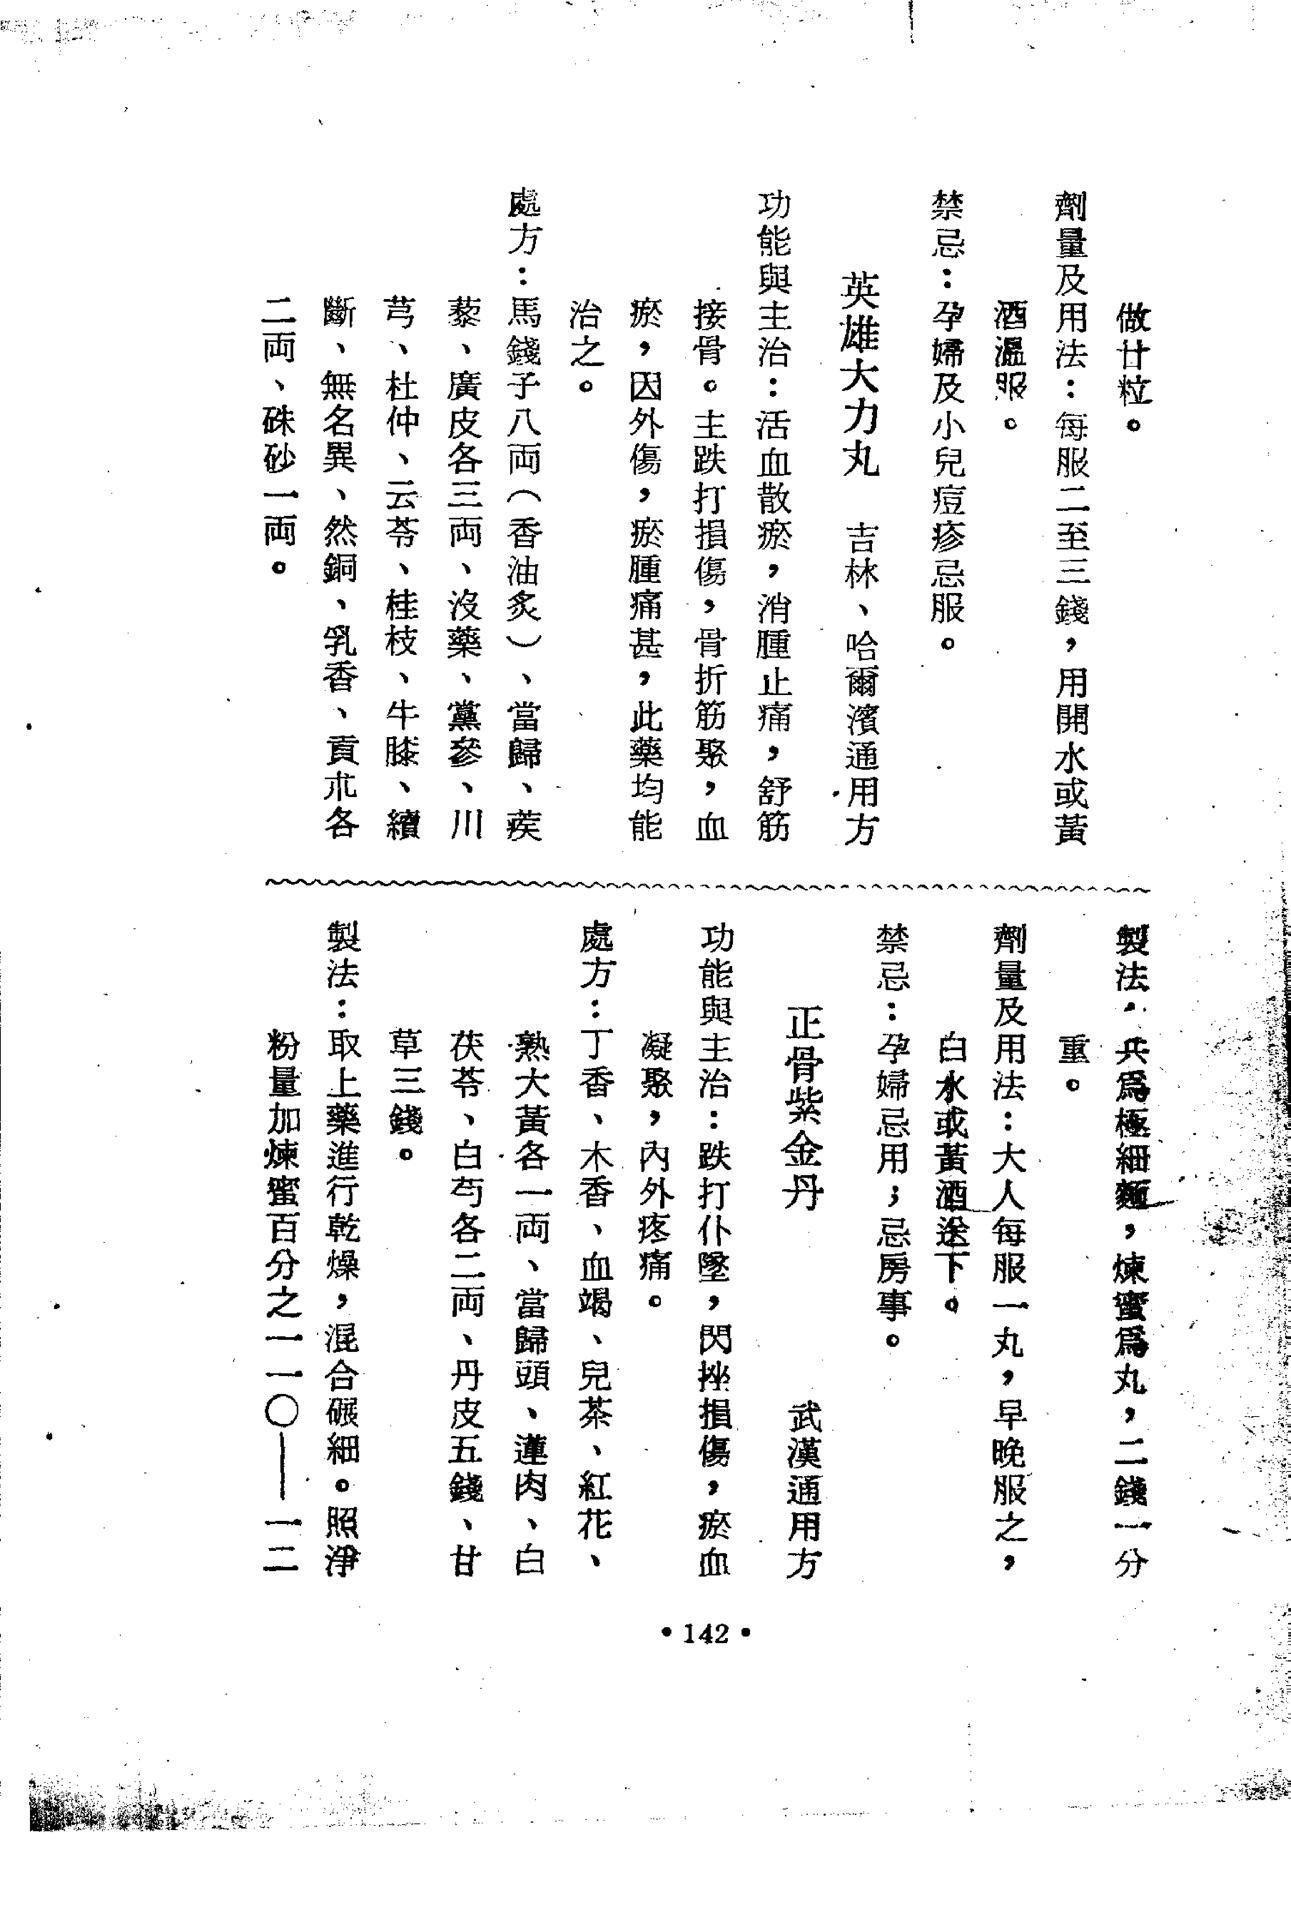 做廿粒。
劑量及用法：每服二至三錢，用開水或黃
酒溫服。
禁忌：孕婦及小兒痘疹忌服。
英雄大力丸　吉林、哈爾濱通用方
功能與主治：活血散瘀，消腫止痛，舒筋
接骨。主跌打損傷，骨折筋聚，血
瘀，因外傷，瘀腫痛甚，此藥均能
治之。
處方：馬錢子八両（香油炙）、當歸、蒺
藜、廣皮各三両、沒藥、黨參、川
芎、杜仲、云苓、桂枝、牛膝、續
斷、無名異、然銅、乳香、貢朮各
二両、硃砂一両。
製法：共爲極細麵，煉蜜爲丸，二錢一分
重。
劑量及用法：大人每服一丸，早晚服之，
白水或黃酒送下。
禁忌：孕婦忌用；忌房事。
正骨紫金丹　武漢通用方
功能與主治：跌打仆墜，閃挫損傷，瘀血
凝聚，內外疼痛。
處方：丁香、木香、血竭、兒茶、紅花、
熟大黃各一両、當歸頭、蓮肉、白
茯苓、白芍各二両、丹皮五錢、甘
草三錢。
製法：取上藥進行乾燥，混合碾細。照淨
粉量加煉蜜百分之一一〇——一二
•142•